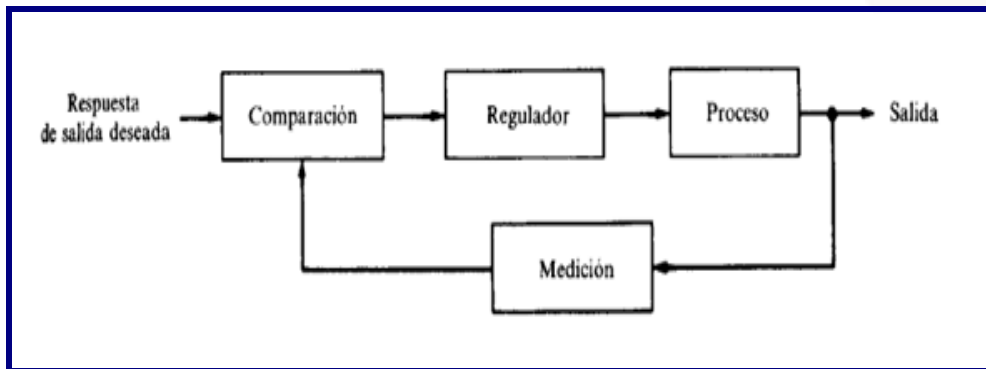 Respuesta
de salida deseada
Comparación
Regulador
Proceso
Salida
Medición